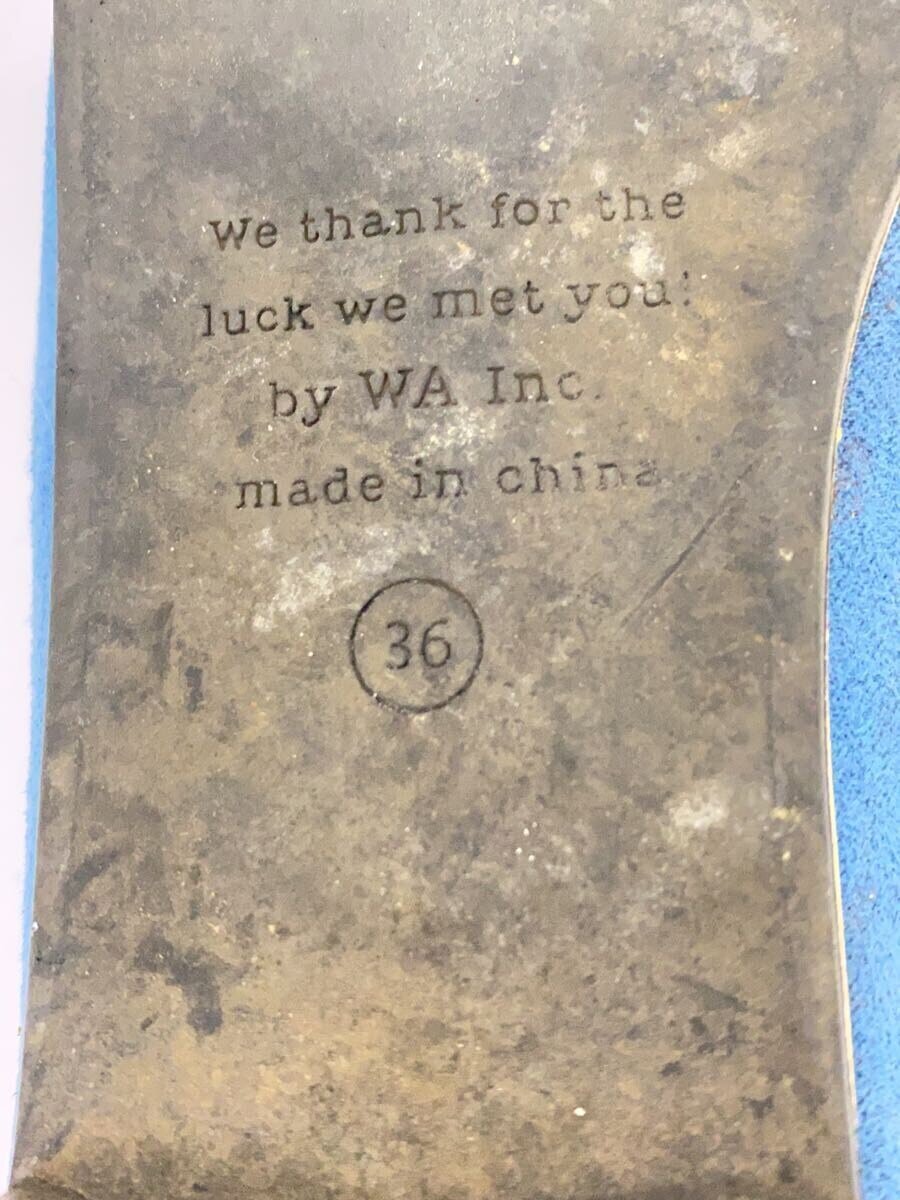 We thank for the
luck we met you!
by WA Inc.
made in china
36